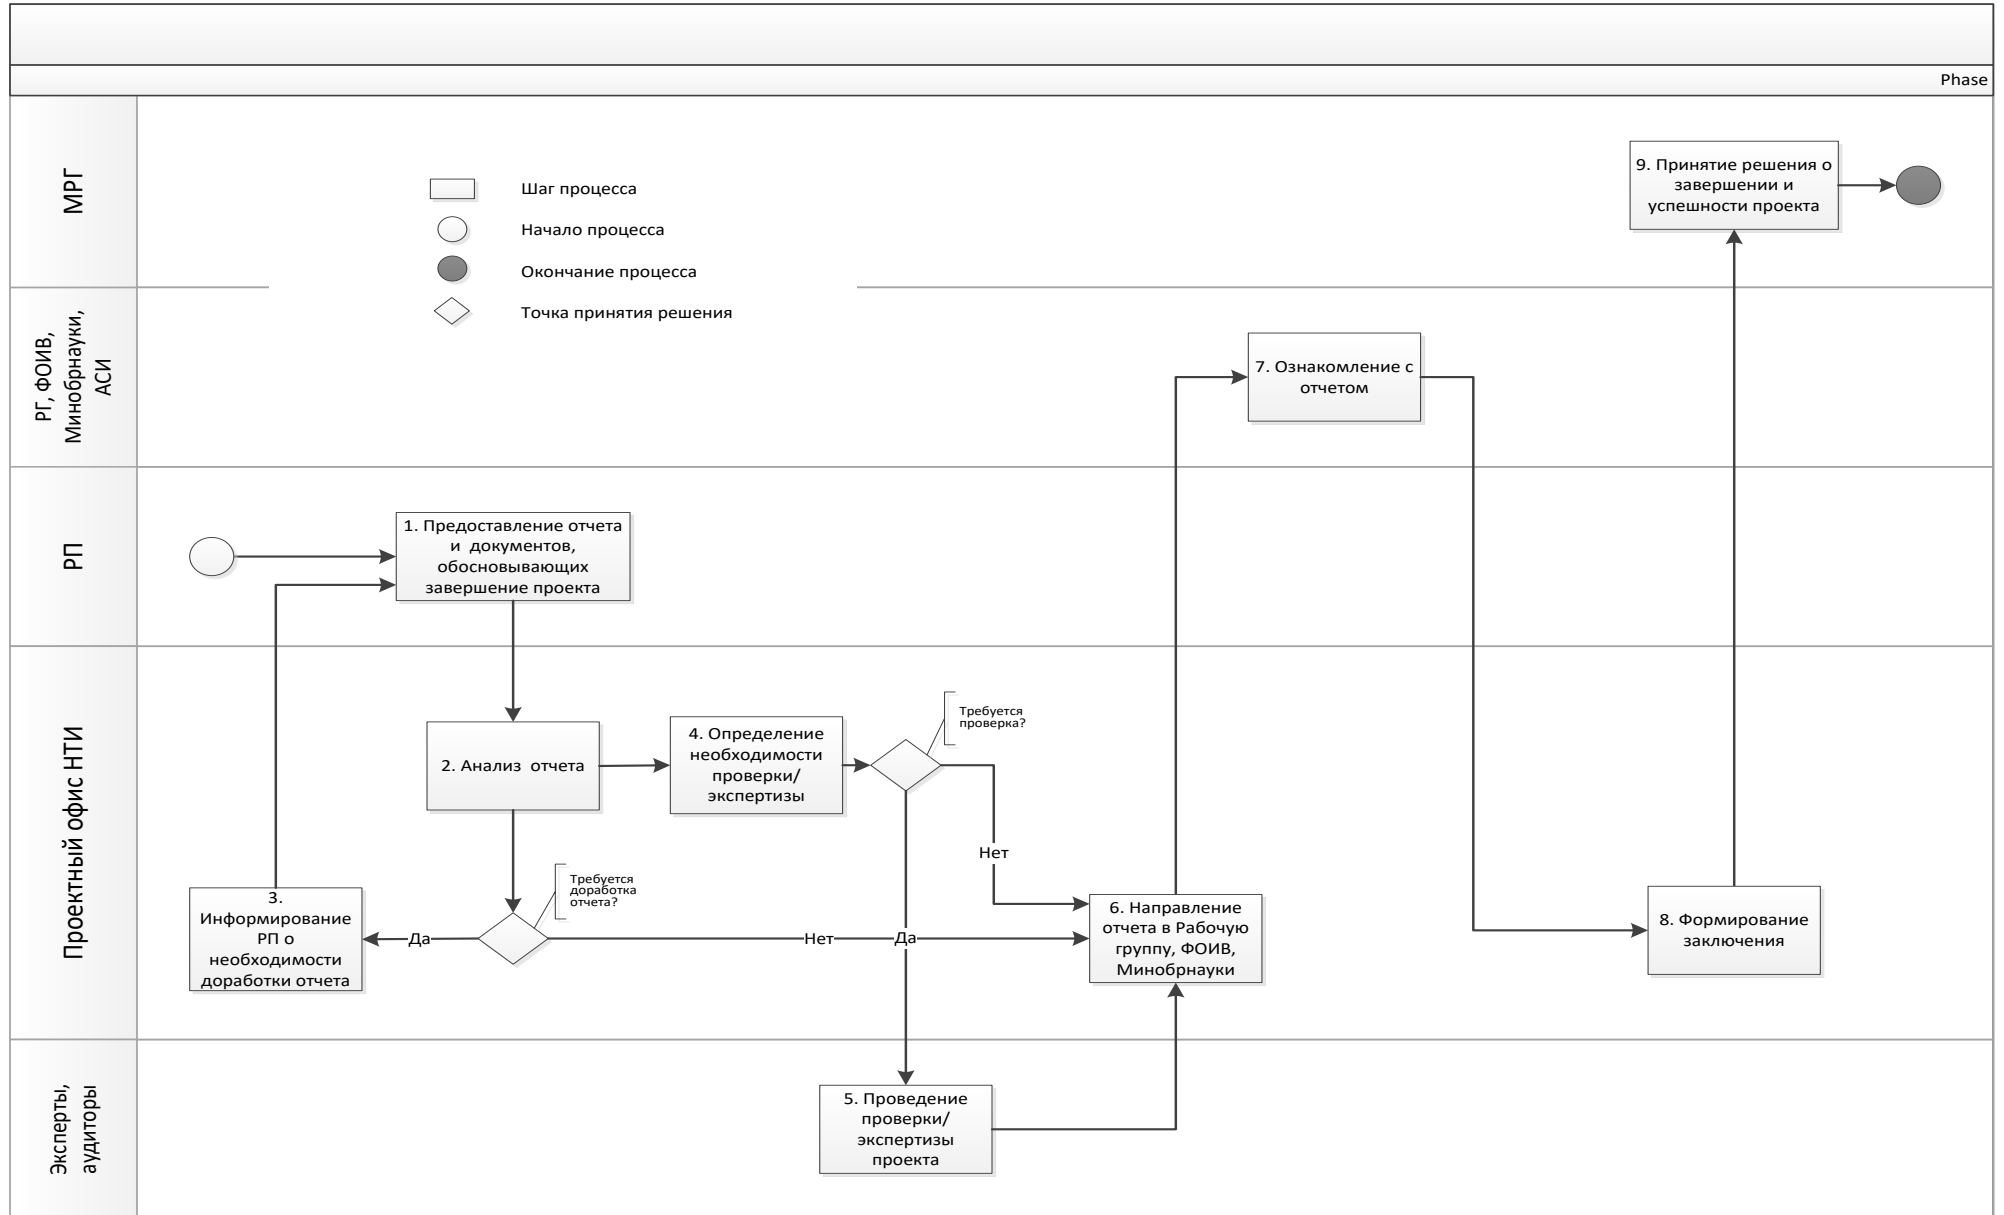 Phase
МРГ
Шаг процесса
Начало процесса
Окончание процесса
Точка принятия решения
9. Принятие решения о
завершении и
успешности проекта
РГ, ФОИВ,
Минобрнауки,
АСИ
7. Ознакомление с
отчетом
РП
1. Предоставление отчета
и документов,
обосновывающих
завершение проекта
Проектный офис НТИ
2. Анализ отчета
4. Определение
необходимости
проверки/
экспертизы
Требуется
проверка?
Нет
3.
Информирование
РП о
необходимости
доработки отчета
Да
Требуется
доработка
отчета?
Нет
Да
6. Направление
отчета в Рабочую
группу, ФОИВ,
Минобрнауки
8. Формирование
заключения
Эксперты,
аудиторы
5. Проведение
проверки/
экспертизы
проекта